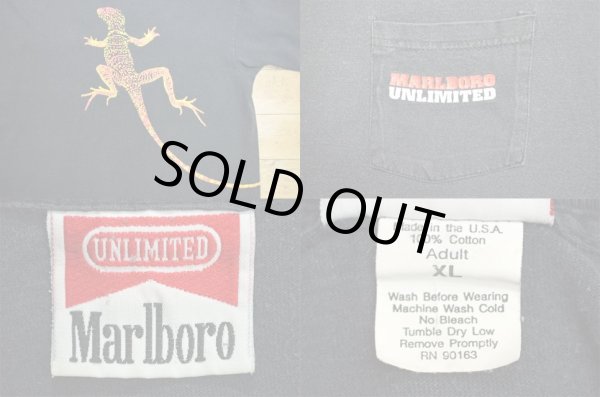 MARLBORO
UNLIMITED
SOLD OUT
UNLIMITED
Marlboro
Made in the U.S.A.
100% Cotton
Adult
XL
Wash Before Wearing
Machine Wash Cold
No Bleach
Tumble Dry Low
Remove Promptly
RN 90163